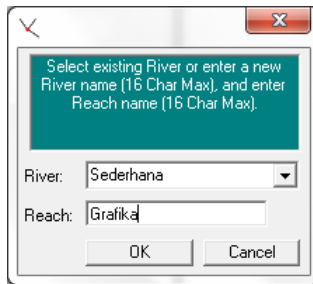 Select existing River or enter a new
River name (16 Char Max), and enter
Reach name (16 Char Max).
River: Sederhana
Reach: Grafika
OK Cancel